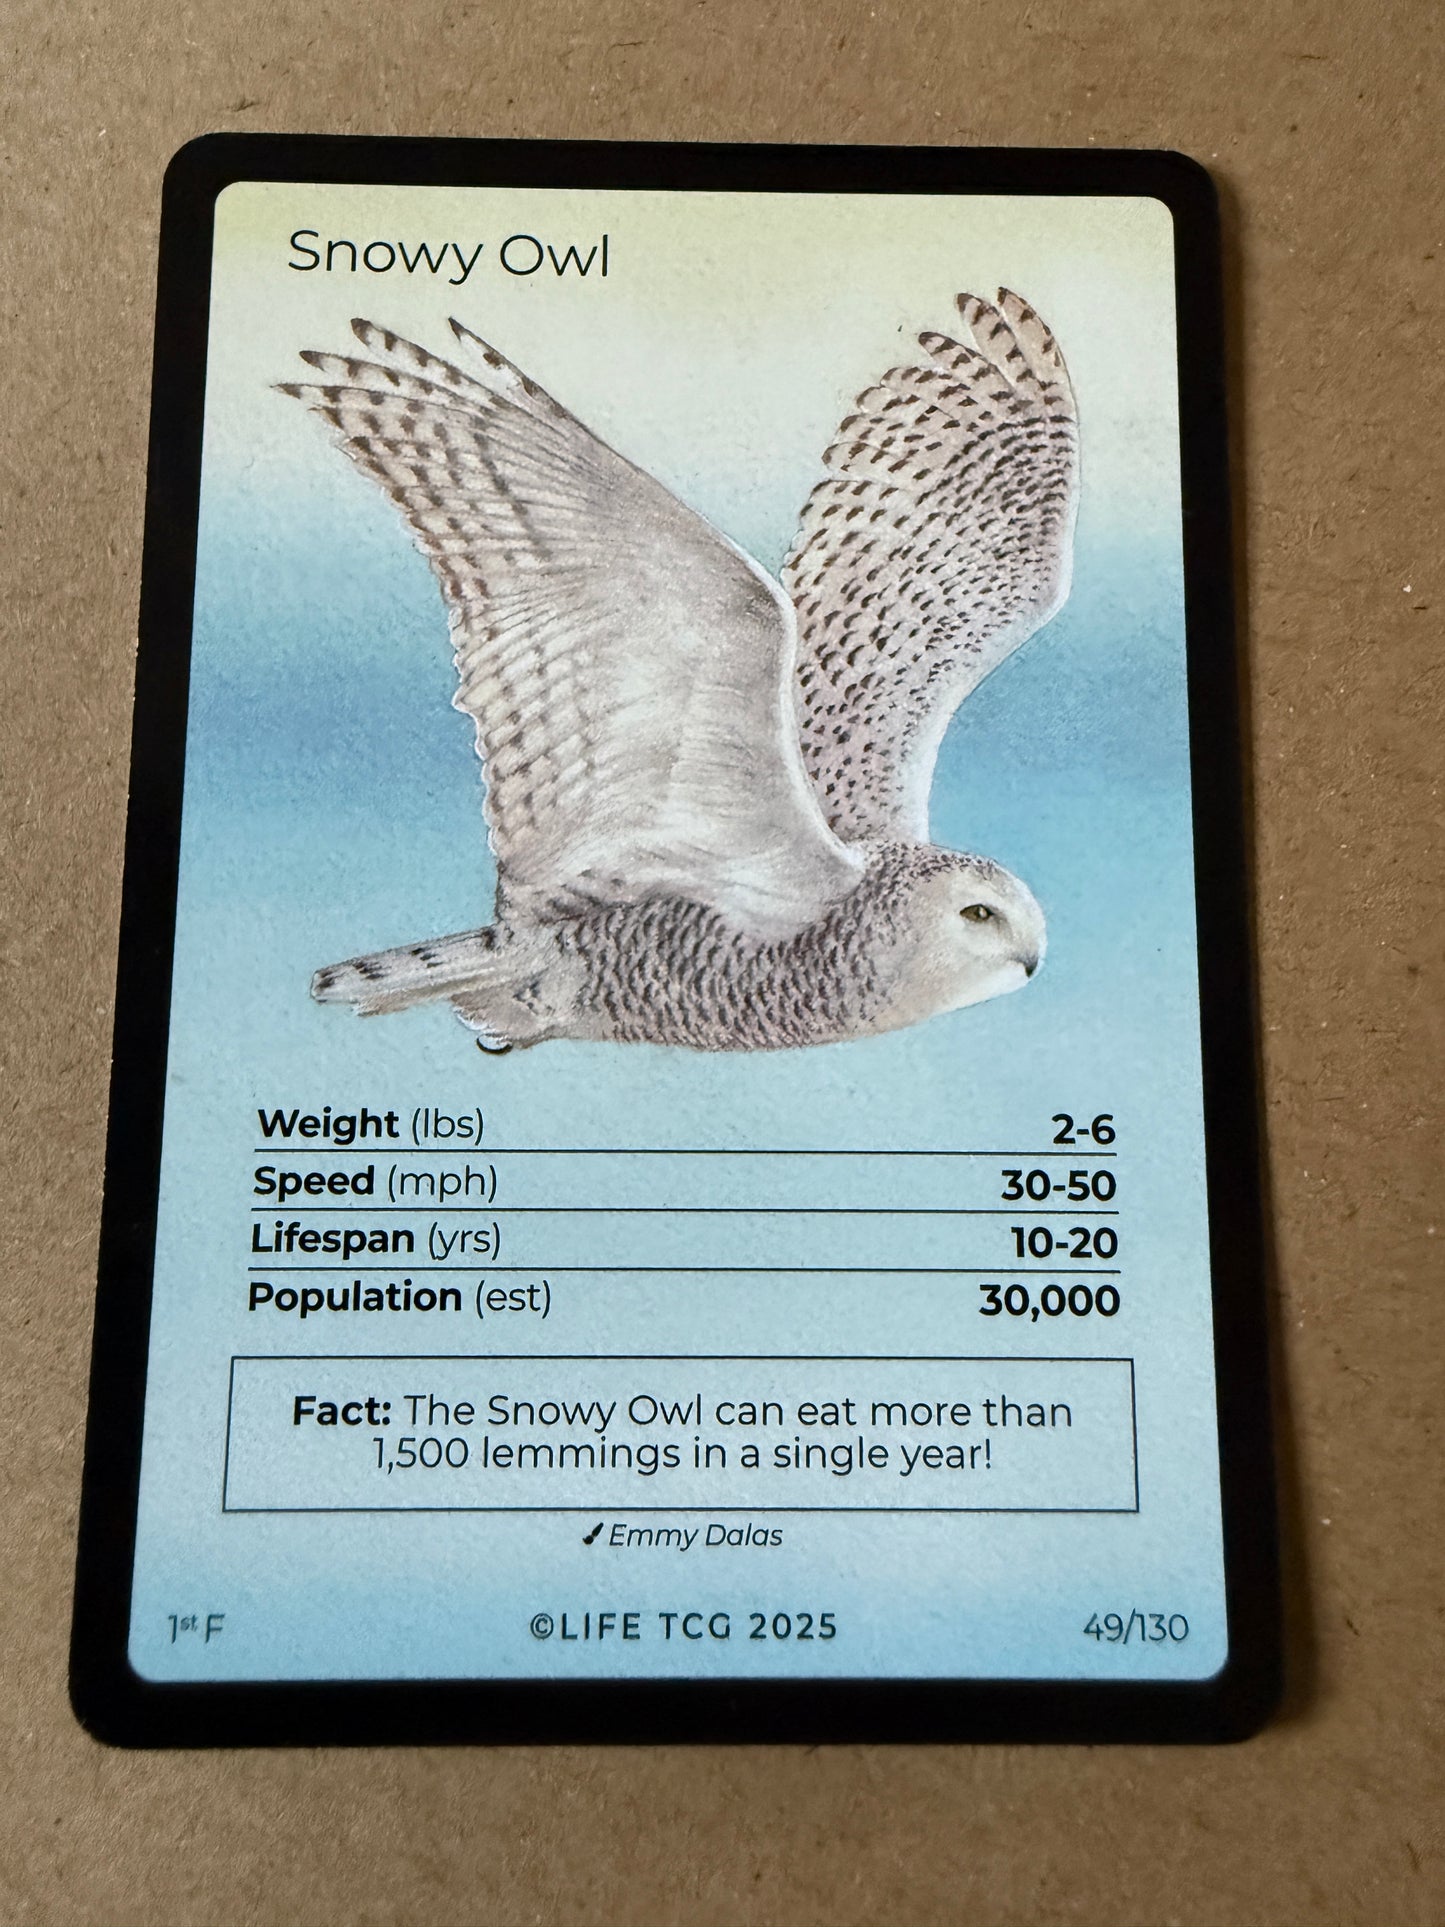 Snowy Owl
Weight (lbs) 2-6
Speed (mph) 30-50
Lifespan (yrs) 10-20
Population (est) 30,000
Fact: The Snowy Owl can eat more than
1,500 lemmings in a single year!
Emmy Dalas
1st F ©LIFE TCG 2025 49/130